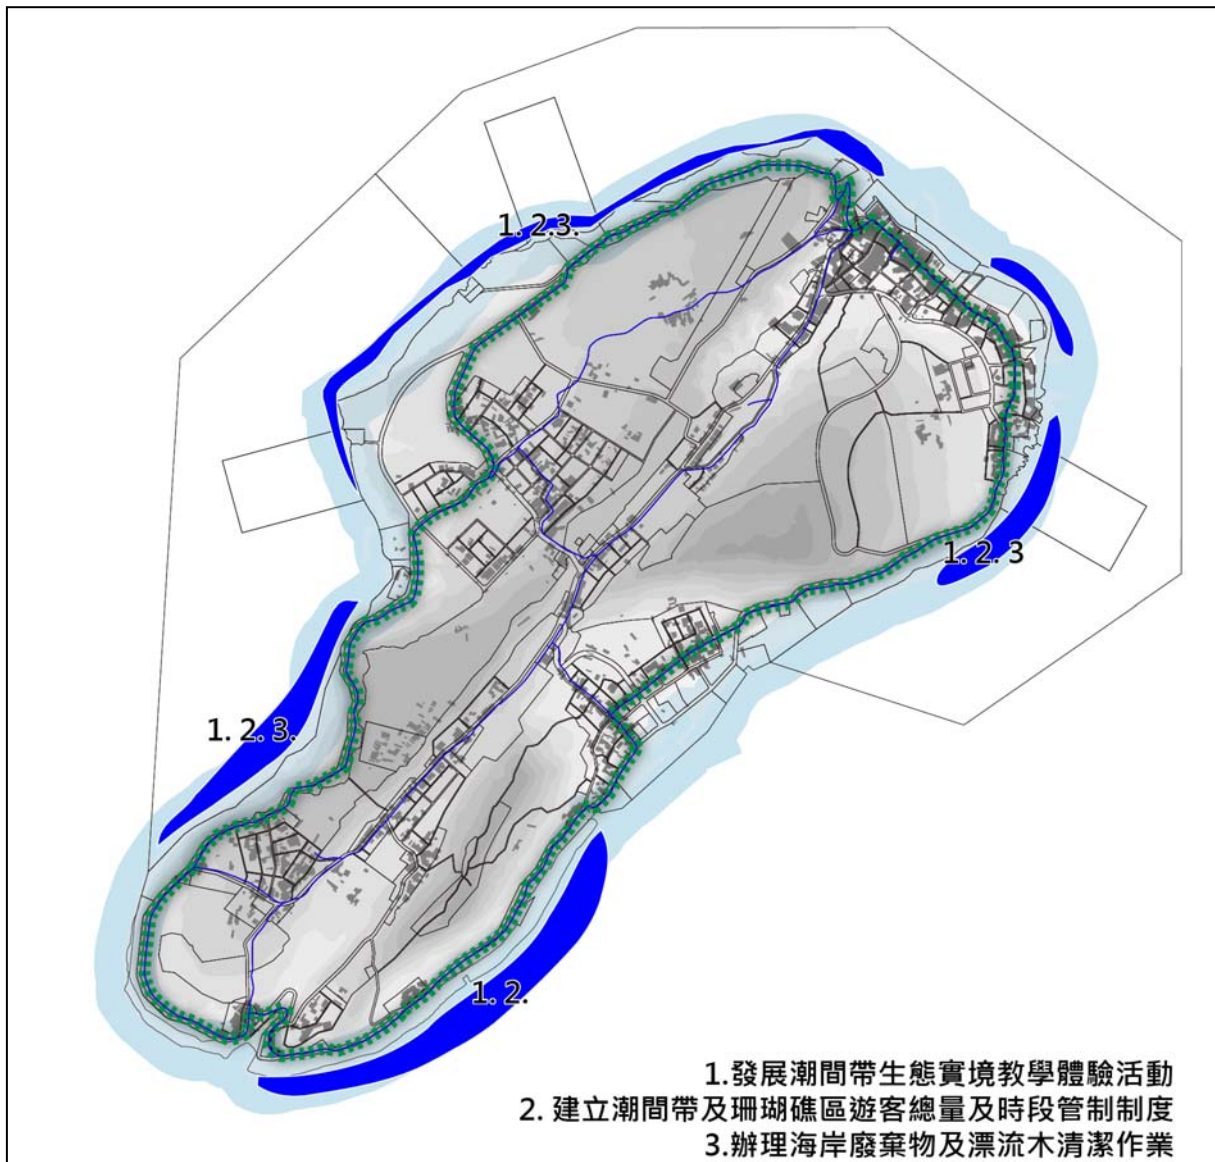 1. 2.3.
1. 2. 3
1. 2. 3.
1. 2.
1.發展潮間帶生態實境教學體驗活動
2. 建立潮間帶及珊瑚礁區遊客總量及時段管制制度
3.辦理海岸廢棄物及漂流木清潔作業